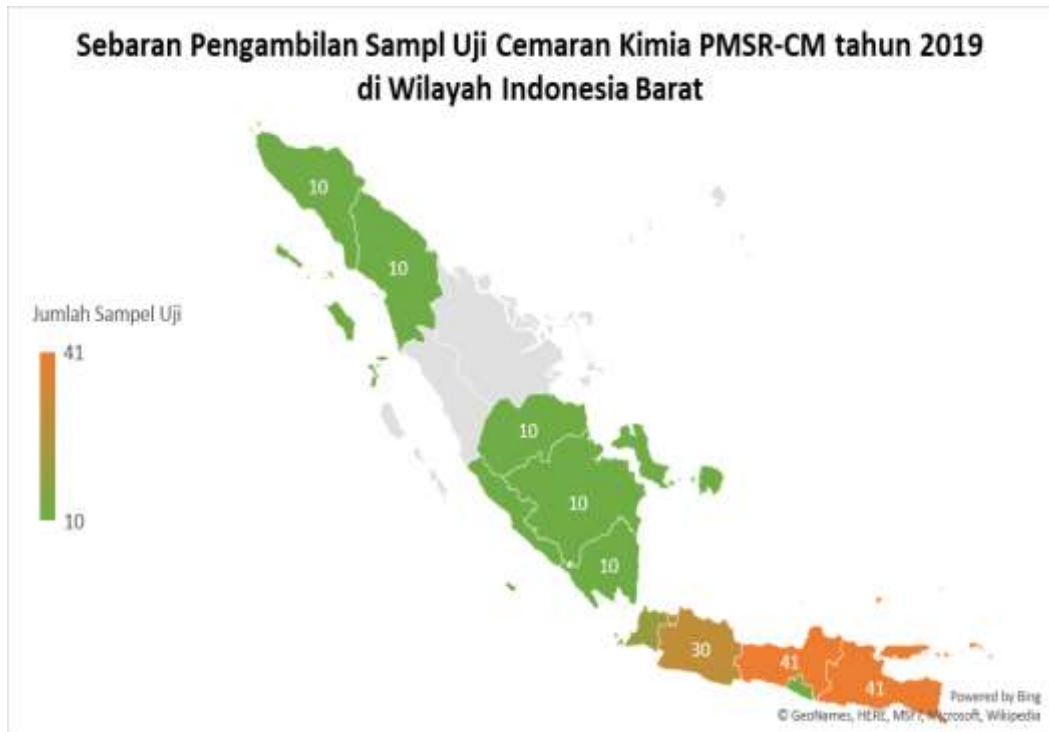 Sebaran Pengambilan Sampl Uji Cemaran Kimia PMSR-CM tahun 2019
di Wilayah Indonesia Barat
10
10
Jumlah Sampel Uji
41
10
10
10
10
30
41
41
Powered by Bing
© GeoNames, HERE, MSFT, Microsoft, Wikipedia